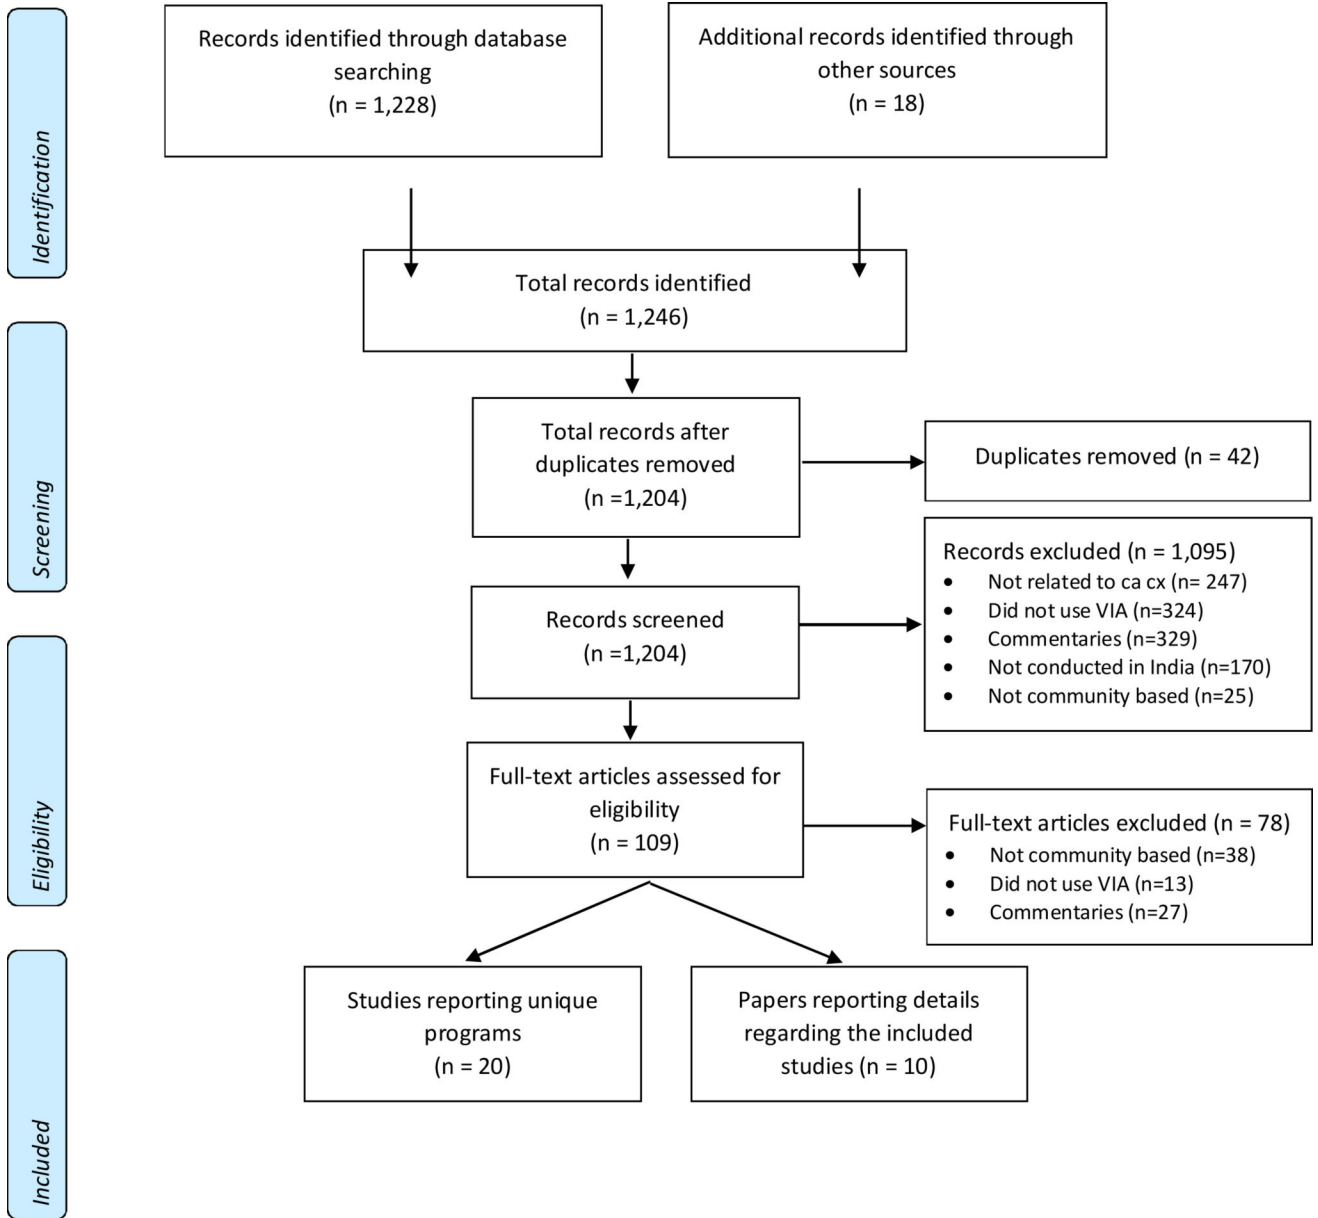 Identification
Records identified through database
searching
(n = 1,228)
Additional records identified through
other sources
(n = 18)
Total records identified
(n = 1,246)
Screening
Total records after
duplicates removed
(n =1,204)
Duplicates removed (n = 42)
Records screened
(n =1,204)
Records excluded (n = 1,095)
• Not related to ca cx (n= 247)
• Did not use VIA (n=324)
• Commentaries (n=329)
• Not conducted in India (n=170)
• Not community based (n=25)
Eligibility
Full-text articles assessed for
eligibility
(n = 109)
Full-text articles excluded (n = 78)
• Not community based (n=38)
• Did not use VIA (n=13)
• Commentaries (n=27)
Included
Studies reporting unique
programs
(n = 20)
Papers reporting details
regarding the included
studies (n = 10)